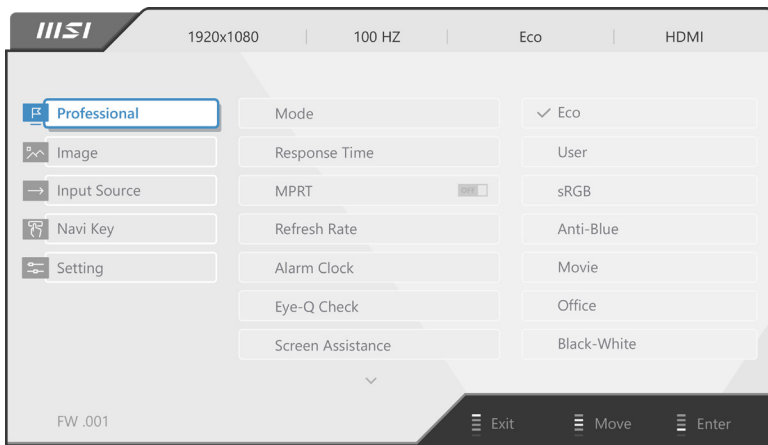 msi
1920x1080 100 HZ Eco HDMI
Professional
Image
Input Source
Navi Key
Setting
Mode
Response Time
MPRT OFF
Refresh Rate
Alarm Clock
Eye-Q Check
Screen Assistance
Eco
User
sRGB
Anti-Blue
Movie
Office
Black-White
FW .001
Exit Move Enter